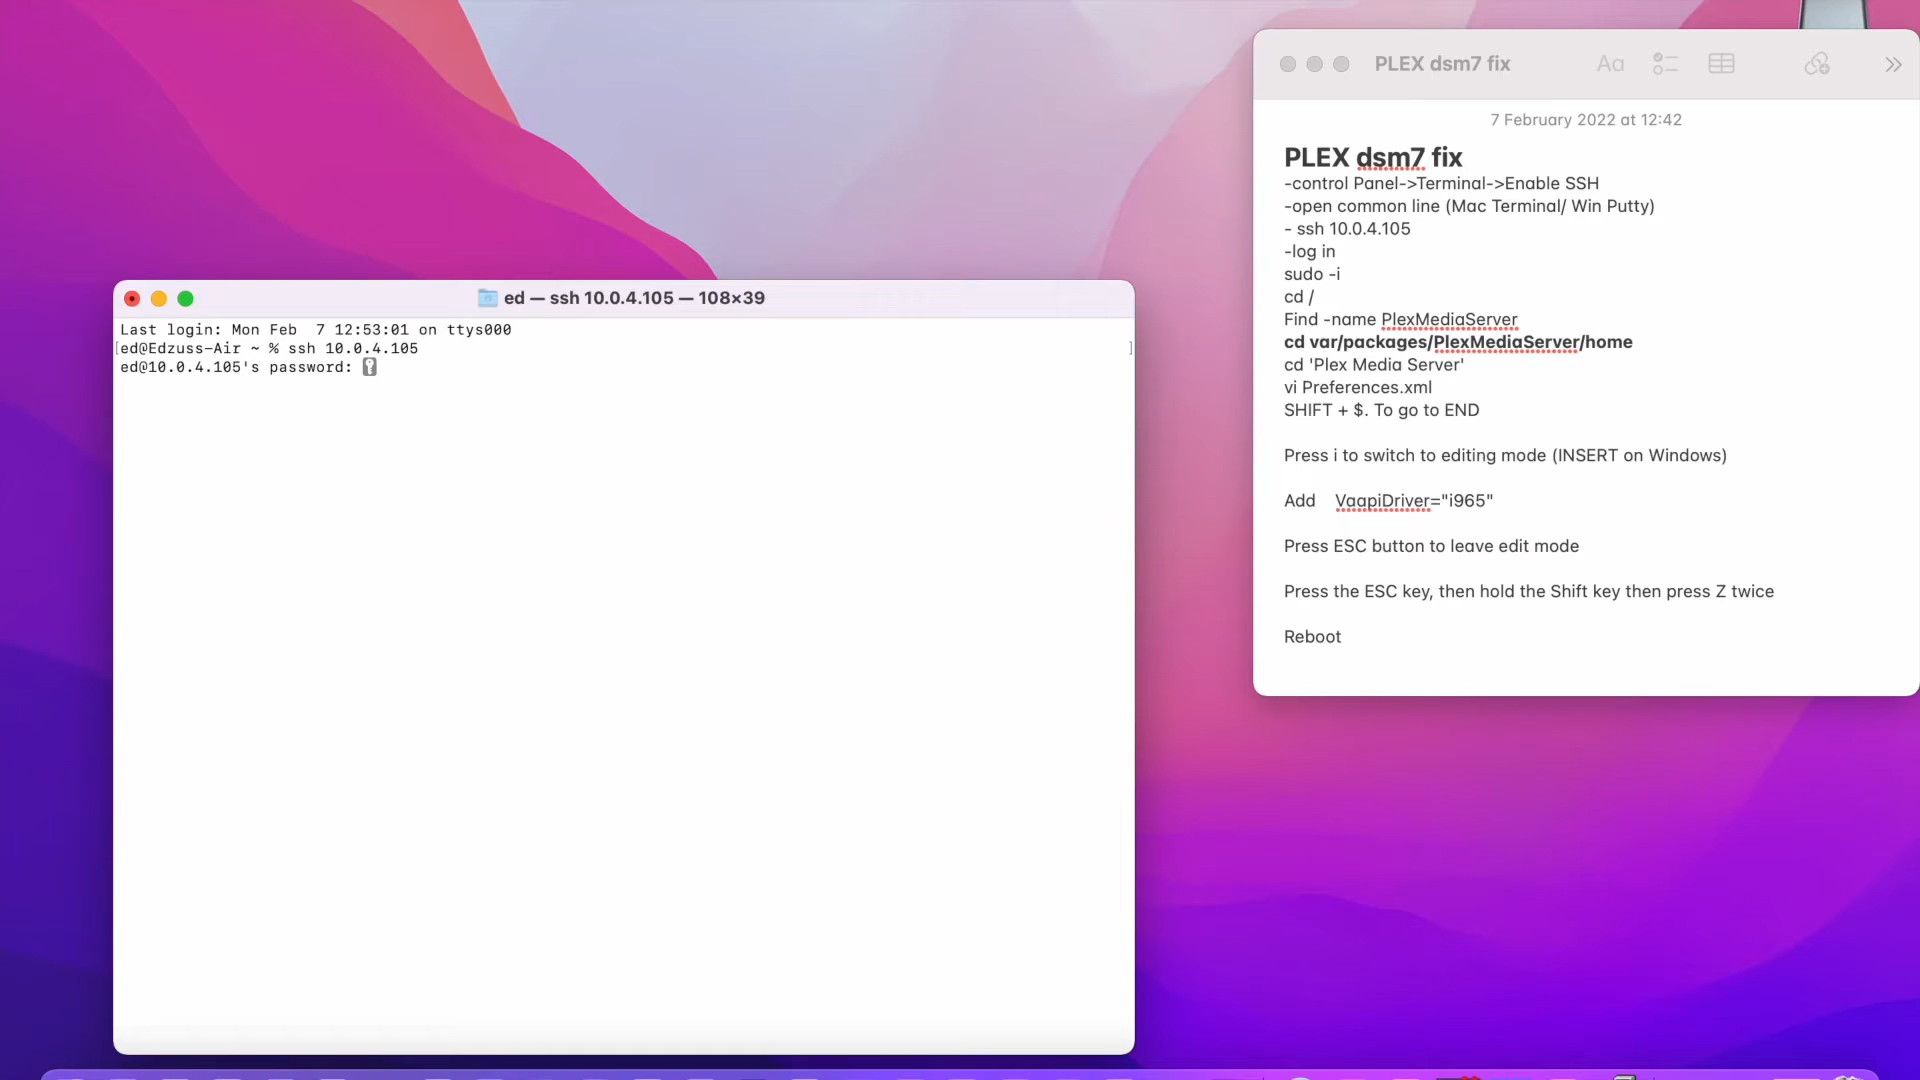 PLEX dsm7 fix
Aa
7 February 2022 at 12:42
PLEX dsm7 fix
-control Panel->Terminal->Enable SSH
-open common line (Mac Terminal/ Win Putty)
- ssh 10.0.4.105
-log in
sudo -i
cd /
Find -name PlexMediaServer
cd var/packages/PlexMediaServer/home
cd 'Plex Media Server'
vi Preferences.xml
SHIFT + $. To go to END
Press i to switch to editing mode (INSERT on Windows)
Add    VaapiDriver="i965"
Press ESC button to leave edit mode
Press the ESC key, then hold the Shift key then press Z twice
Reboot
ed — ssh 10.0.4.105 — 108×39
Last login: Mon Feb  7 12:53:01 on ttys000
[ed@Edzuss-Air ~ % ssh 10.0.4.105 ]
ed@10.0.4.105's password: